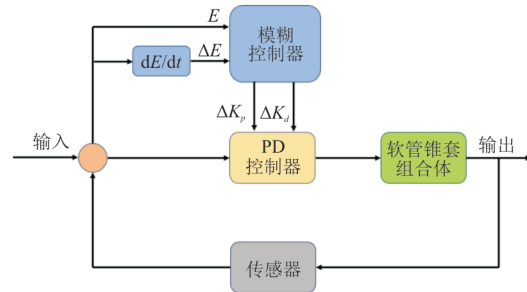 E
模糊
控制器
dE/dt
ΔE
ΔK_p
ΔK_d
输入
PD
控制器
软管锥套
组合体
输出
传感器